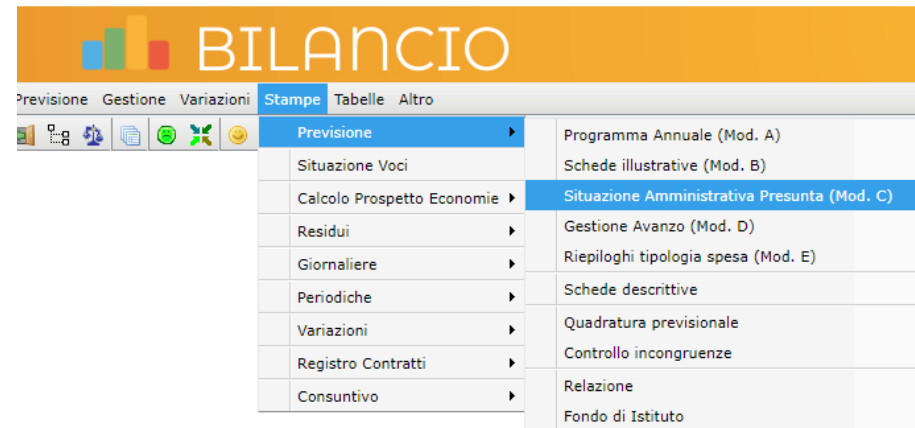 BILANCIO
Previsione Gestione Variazioni Stampe Tabelle Altro
Previsione
Situazione Voci
Calcolo Prospetto Economie
Residui
Giornaliere
Periodiche
Variazioni
Registro Contratti
Consuntivo
Programma Annuale (Mod. A)
Schede illustrative (Mod. B)
Situazione Amministrativa Presunta (Mod. C)
Gestione Avanzo (Mod. D)
Riepiloghi tipologia spesa (Mod. E)
Schede descrittive
Quadratura previsionale
Controllo incongruenze
Relazione
Fondo di Istituto